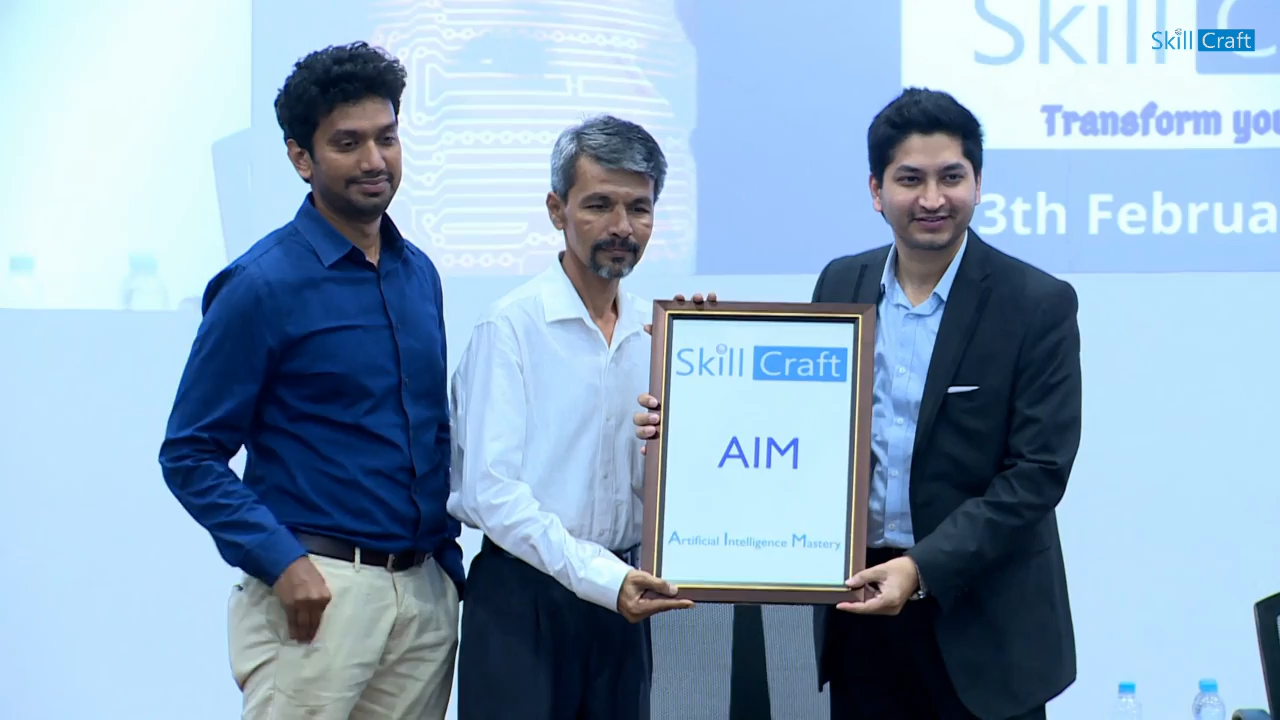 Skill C
Skill Craft
Transform you
3th Februa
Skill Craft
AIM
Artificial Intelligence Mastery